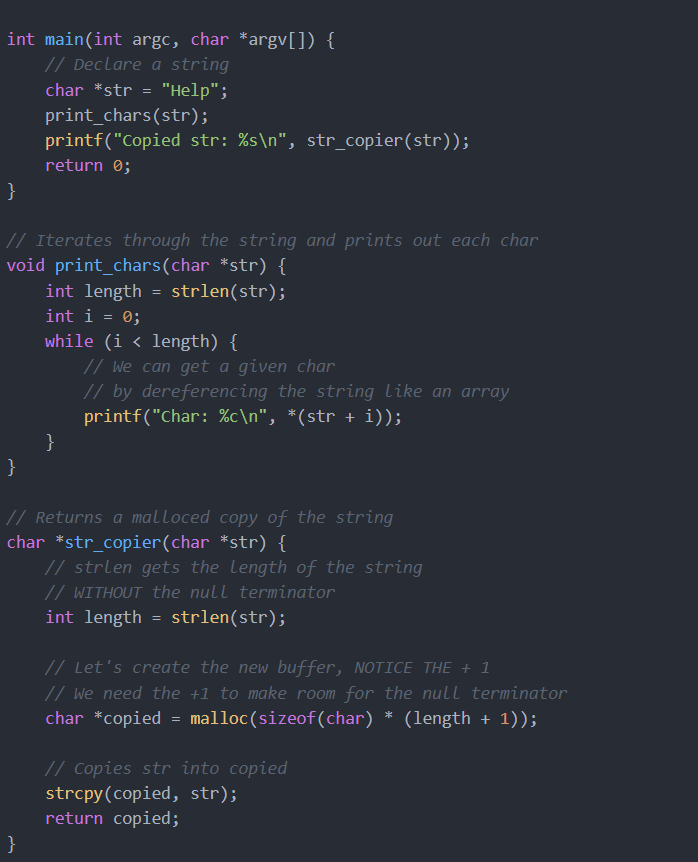 int main(int argc, char *argv[]) {
    // Declare a string
    char *str = "Help";
    print_chars(str);
    printf("Copied str: %s\n", str_copier(str));
    return 0;
}

// Iterates through the string and prints out each char
void print_chars(char *str) {
    int length = strlen(str);
    int i = 0;
    while (i < length) {
        // We can get a given char
        // by dereferencing the string like an array
        printf("Char: %c\n", *(str + i));
    }
}

// Returns a malloced copy of the string
char *str_copier(char *str) {
    // strlen gets the length of the string
    // WITHOUT the null terminator
    int length = strlen(str);

    // Let's create the new buffer, NOTICE THE + 1
    // We need the +1 to make room for the null terminator
    char *copied = malloc(sizeof(char) * (length + 1));

    // Copies str into copied
    strcpy(copied, str);
    return copied;
}